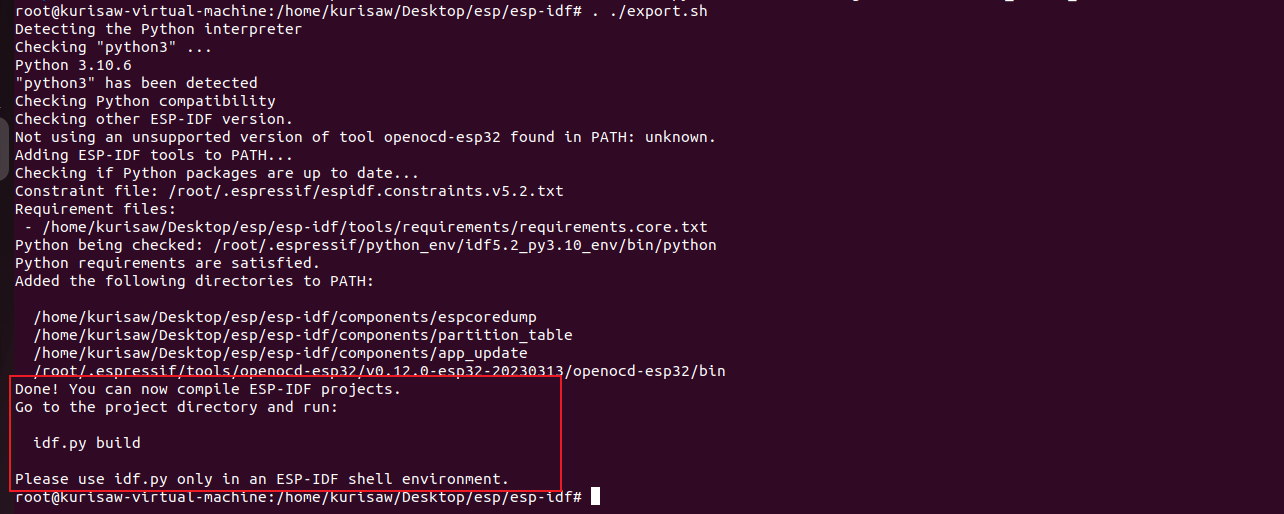 root@kurisaw-virtual-machine:/home/kurisaw/Desktop/esp/esp-idf# . ./export.sh
Detecting the Python interpreter
Checking "python3" ...
Python 3.10.6
"python3" has been detected
Checking Python compatibility
Checking other ESP-IDF version.
Not using an unsupported version of tool openocd-esp32 found in PATH: unknown.
Adding ESP-IDF tools to PATH...
Checking if Python packages are up to date...
Constraint file: /root/.espressif/espidf.constraints.v5.2.txt
Requirement files:
 - /home/kurisaw/Desktop/esp/esp-idf/tools/requirements/requirements.core.txt
Python being checked: /root/.espressif/python_env/idf5.2_py3.10_env/bin/python
Python requirements are satisfied.
Added the following directories to PATH:
  /home/kurisaw/Desktop/esp/esp-idf/components/espcoredump
  /home/kurisaw/Desktop/esp/esp-idf/components/partition_table
  /home/kurisaw/Desktop/esp/esp-idf/components/app_update
  /root/.espressif/tools/openocd-esp32/v0.12.0-esp32-20230313/openocd-esp32/bin
Done! You can now compile ESP-IDF projects.
Go to the project directory and run:
  idf.py build
Please use idf.py only in an ESP-IDF shell environment.
root@kurisaw-virtual-machine:/home/kurisaw/Desktop/esp/esp-idf#